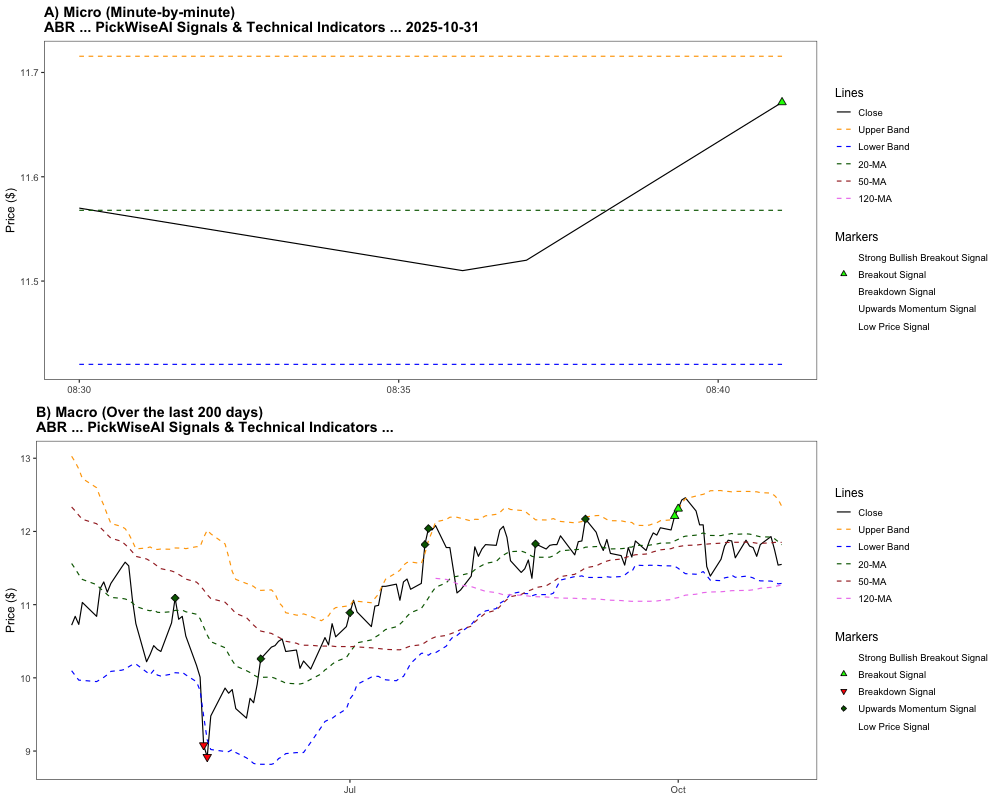 A) Micro (Minute-by-minute)
ABR ... PickWiseAI Signals & Technical Indicators ... 2025-10-31
Price ($)
11.7
11.6
11.5
08:30
08:35
08:40
Lines
Close
Upper Band
Lower Band
20-MA
50-MA
120-MA
Markers
Strong Bullish Breakout Signal
Breakout Signal
Breakdown Signal
Upwards Momentum Signal
Low Price Signal
B) Macro (Over the last 200 days)
ABR ... PickWiseAI Signals & Technical Indicators ...
Price ($)
13
12
11
10
9
Jul
Oct
Lines
Close
Upper Band
Lower Band
20-MA
50-MA
120-MA
Markers
Strong Bullish Breakout Signal
Breakout Signal
Breakdown Signal
Upwards Momentum Signal
Low Price Signal